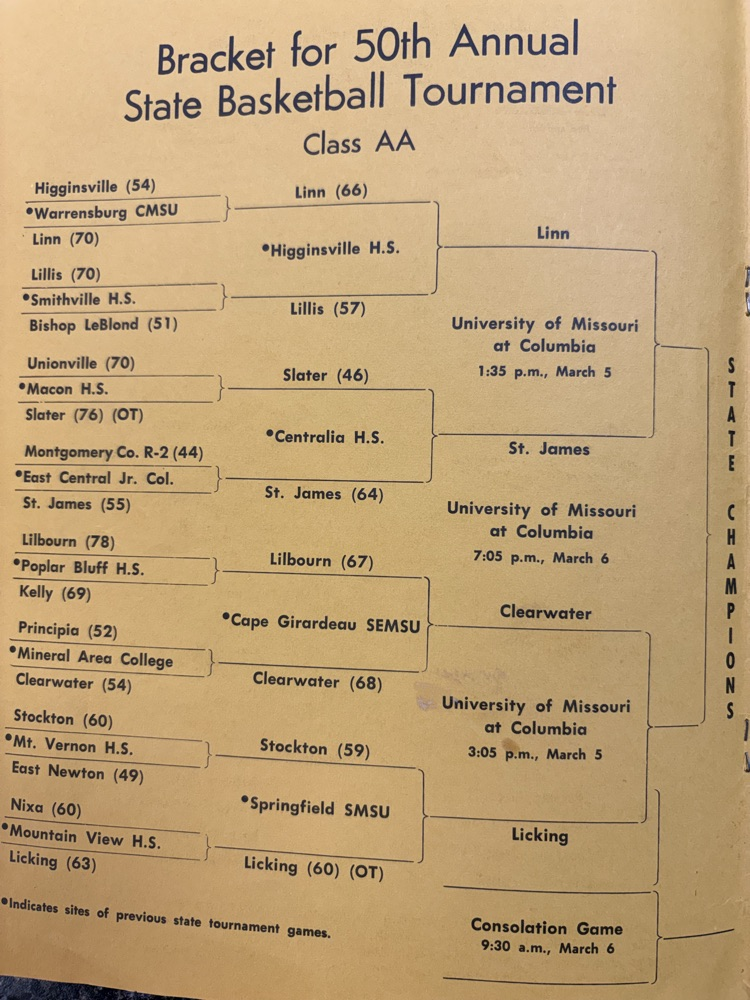 Bracket for 50th Annual
State Basketball Tournament
Class AA
Higginsville (54)
•Warrensburg CMSU
Linn (70)
Lillis (70)
•Smithville H.S.
Bishop LeBlond (51)
Unionville (70)
•Macon H.S.
Slater (76) (OT)
Montgomery Co. R-2 (44)
•East Central Jr. Col.
St. James (55)
Lilbourn (78)
•Poplar Bluff H.S.
Kelly (69)
Principia (52)
•Mineral Area College
Clearwater (54)
Stockton (60)
•Mt. Vernon H.S.
East Newton (49)
Nixa (60)
•Mountain View H.S.
Licking (63)
Linn (66)
•Higginsville H.S.
Lillis (57)
Slater (46)
•Centralia H.S.
St. James (64)
Lilbourn (67)
•Cape Girardeau SEMSU
Clearwater (68)
Stockton (59)
•Springfield SMSU
Licking (60) (OT)
Linn
University of Missouri
at Columbia
1:35 p.m., March 5
St. James
University of Missouri
at Columbia
7:05 p.m., March 6
Clearwater
University of Missouri
at Columbia
3:05 p.m., March 5
Licking
Consolation Game
9:30 a.m., March 6
STATE CHAMPIONS
•Indicates sites of previous state tournament games.